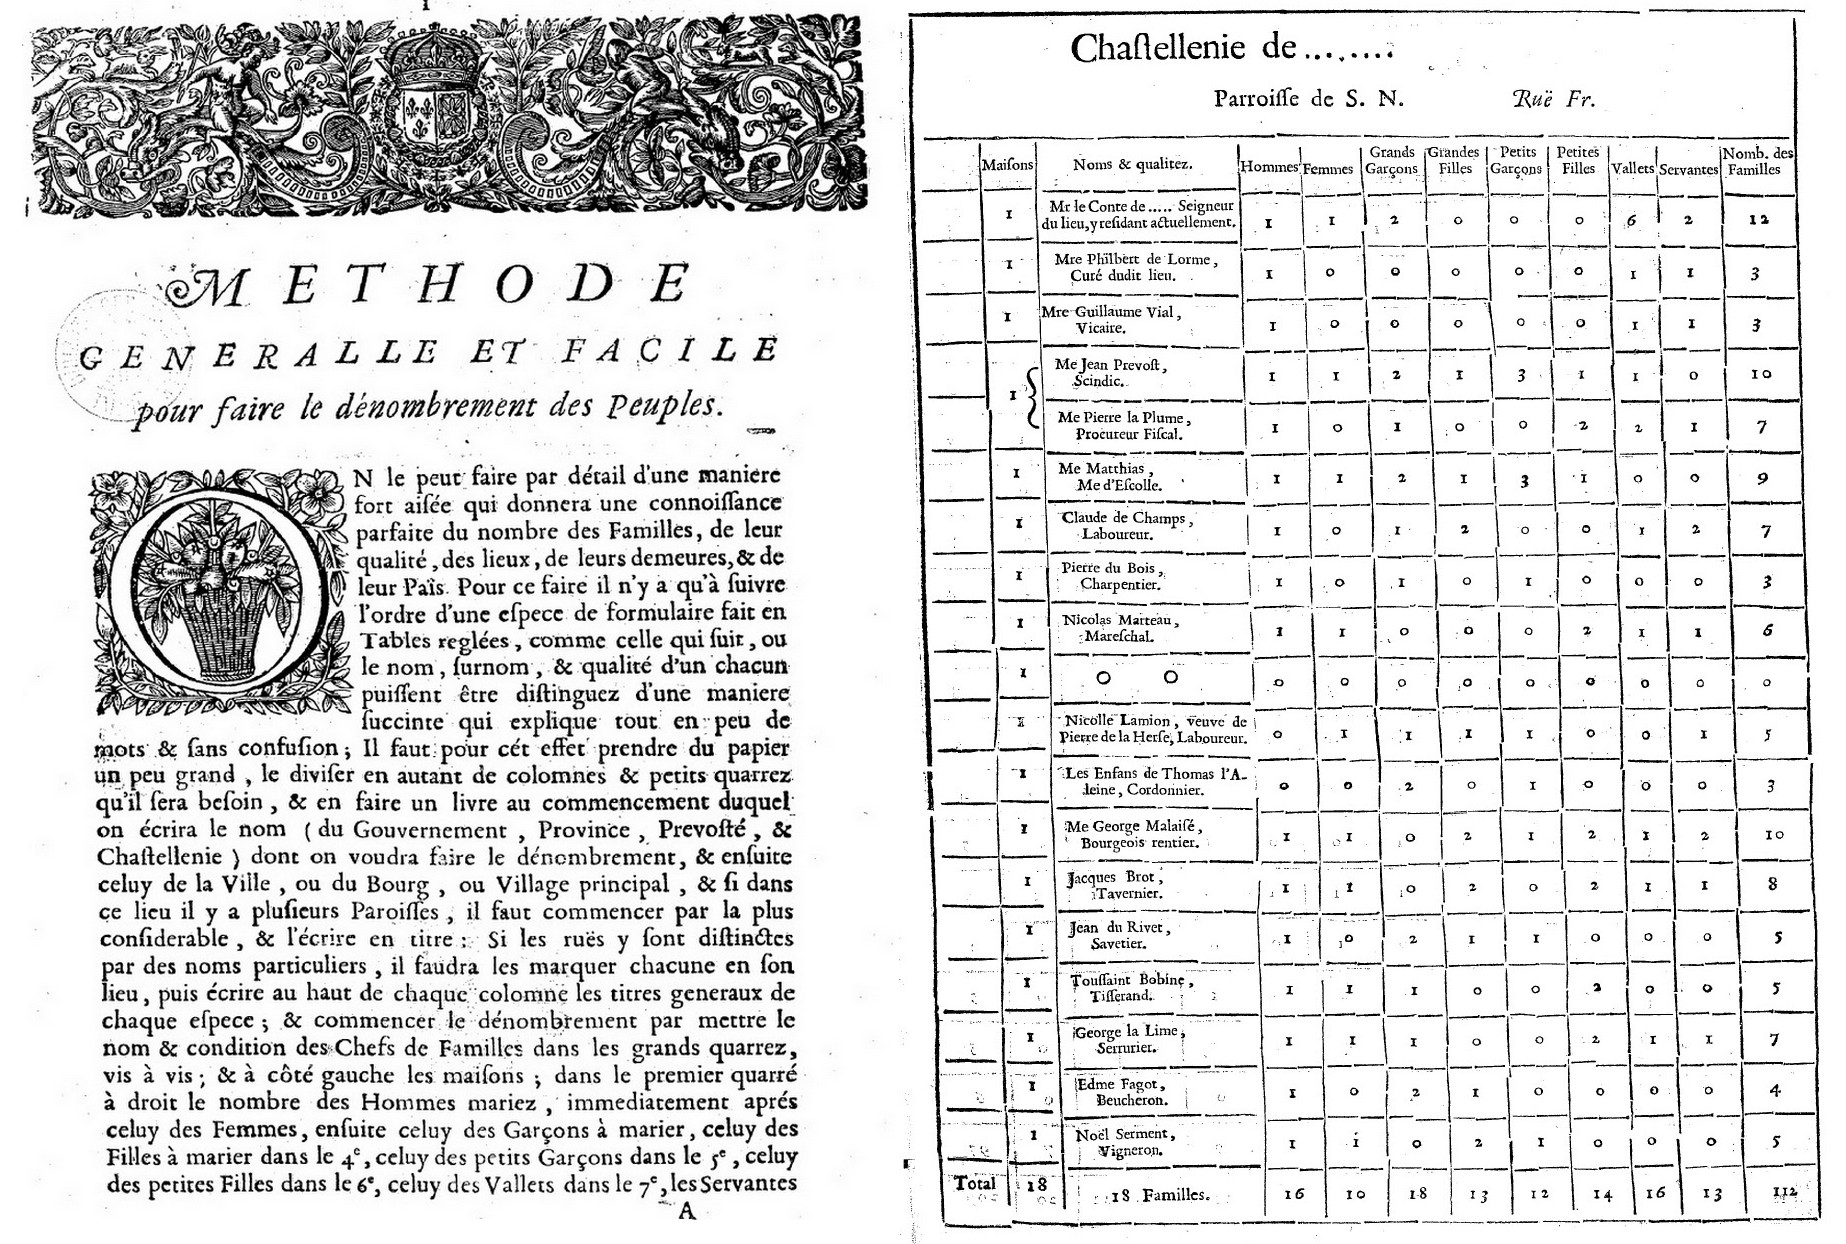 1
METHODE
GENERALLE ET FACILE
pour faire le dénombrement des Peuples.
ON le peut faire par détail d'une maniere
fort aisée qui donnera une connoiſſance
parfaite du nombre des Familles, de leur
qualité, des lieux, de leurs demeures, & de
leur Païs. Pour ce faire il n'y a qu'à ſuivre
l'ordre d'une eſpece de formulaire fait en
Tables reglées, comme celle qui ſuit, ou
le nom, ſurnom, & qualité d'un chacun
puiſſent être diſtinguez d'une maniere
ſuccinte qui explique tout en peu de
mots & ſans confuſion; Il faut pour cét effet prendre du papier
un peu grand, le diviſer en autant de colomnes & petits quarrez
qu'il ſera beſoin, & en faire un livre au commencement duquel
on écrira le nom (du Gouvernement, Province, Prevoſté, &
Chaſtellenie) dont on voudra faire le dénombrement, & enſuite
celuy de la Ville, ou du Bourg, ou Village principal, & ſi dans
ce lieu il y a pluſieurs Paroiſſes, il faut commencer par la plus
conſiderable, & l'écrire en titre: Si les ruës y ſont diſtinctes
par des noms particuliers, il faudra les marquer chacune en ſon
lieu, puis écrire au haut de chaque colomne les titres generaux de
chaque eſpece; & commencer le dénombrement par mettre le
nom & condition des Chefs de Familles dans les grands quarrez,
vis à vis; & à côté gauche les maiſons; dans le premier quarré
à droit le nombre des Hommes mariez, immediatement aprés
celuy des Femmes, enſuite celuy des Garçons à marier, celuy des
Filles à marier dans le 4e, celuy des petits Garçons dans le 5e, celuy
des petites Filles dans le 6e, celuy des Vallets dans le 7e, les Servantes
A
Chaſtellenie de ........
Parroiſſe de S. N. Ruë Fr.
Maiſons Noms & qualitez. Hommes Femmes Grands Garçons Grandes Filles Petits Garçons Petites Filles Vallets Servantes Nomb. des Familles
1 Mr le Conte de ..... Seigneur
du lieu, y reſidant actuellement. 1 1 2 0 0 0 6 2 12
1 Mre Philbert de Lorme,
Curé dudit lieu. 1 0 0 0 0 0 1 1 3
1 Mre Guillaume Vial,
Vicaire. 1 0 0 0 0 0 1 1 3
1 { Me Jean Prevoſt,
Scindic. 1 1 2 1 3 1 1 0 10
Me Pierre la Plume,
Procureur Fiſcal. 1 0 1 0 0 2 2 1 7
1 Me Matthias,
Me d'Eſcolle. 1 1 2 1 3 1 0 0 9
1 Claude de Champs,
Laboureur. 1 0 1 2 0 0 1 2 7
1 Pierre du Bois,
Charpentier. 1 0 1 0 1 0 0 0 3
1 Nicolas Marteau,
Mareſchal. 1 1 0 0 0 2 1 1 6
1 0 0 0 0 0 0 0 0 0 0 0
1 Nicolle Lamion, veuve de
Pierre de la Herſe, Laboureur. 0 1 1 1 1 0 0 1 5
1 Les Enfans de Thomas l'A-
leine, Cordonnier. 0 0 2 0 1 0 0 0 3
1 Me George Malaiſé,
Bourgeois rentier. 1 1 0 2 1 2 1 2 10
1 Jacques Brot,
Tavernier. 1 1 0 2 0 2 1 1 8
1 Jean du Rivet,
Savetier. 1 0 2 1 1 0 0 0 5
1 Touſſaint Bobine,
Tiſſerand. 1 1 1 0 0 2 0 0 5
1 George la Lime,
Serrurier. 1 1 1 0 0 2 1 1 7
1 Edme Fagot,
Beucheron. 1 0 2 1 0 0 0 0 4
1 Noël Serment,
Vigneron. 1 1 0 2 1 0 0 0 5
Total 18 18 Familles. 16 10 18 13 12 14 16 13 112